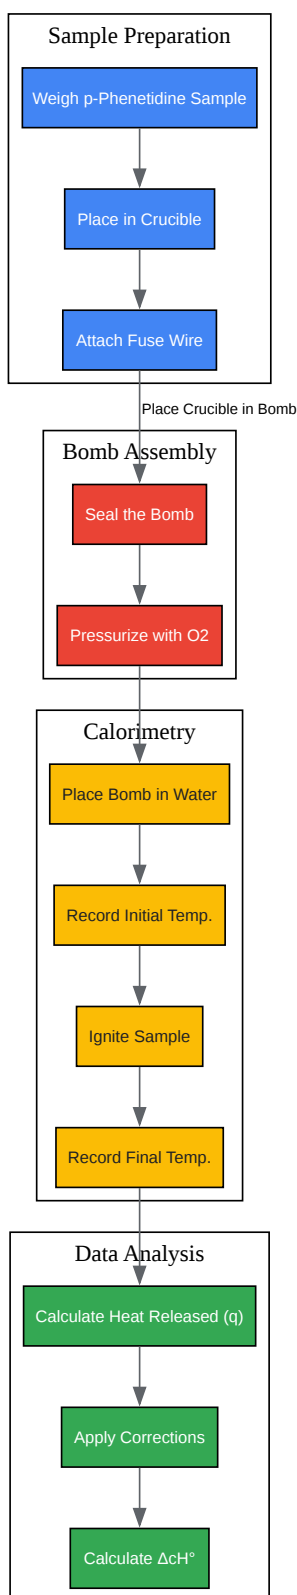 Sample Preparation
Weigh p-Phenetidine Sample
Place in Crucible
Attach Fuse Wire
Place Crucible in Bomb
Bomb Assembly
Seal the Bomb
Pressurize with O2
Calorimetry
Place Bomb in Water
Record Initial Temp.
Ignite Sample
Record Final Temp.
Data Analysis
Calculate Heat Released (q)
Apply Corrections
Calculate ΔcH°